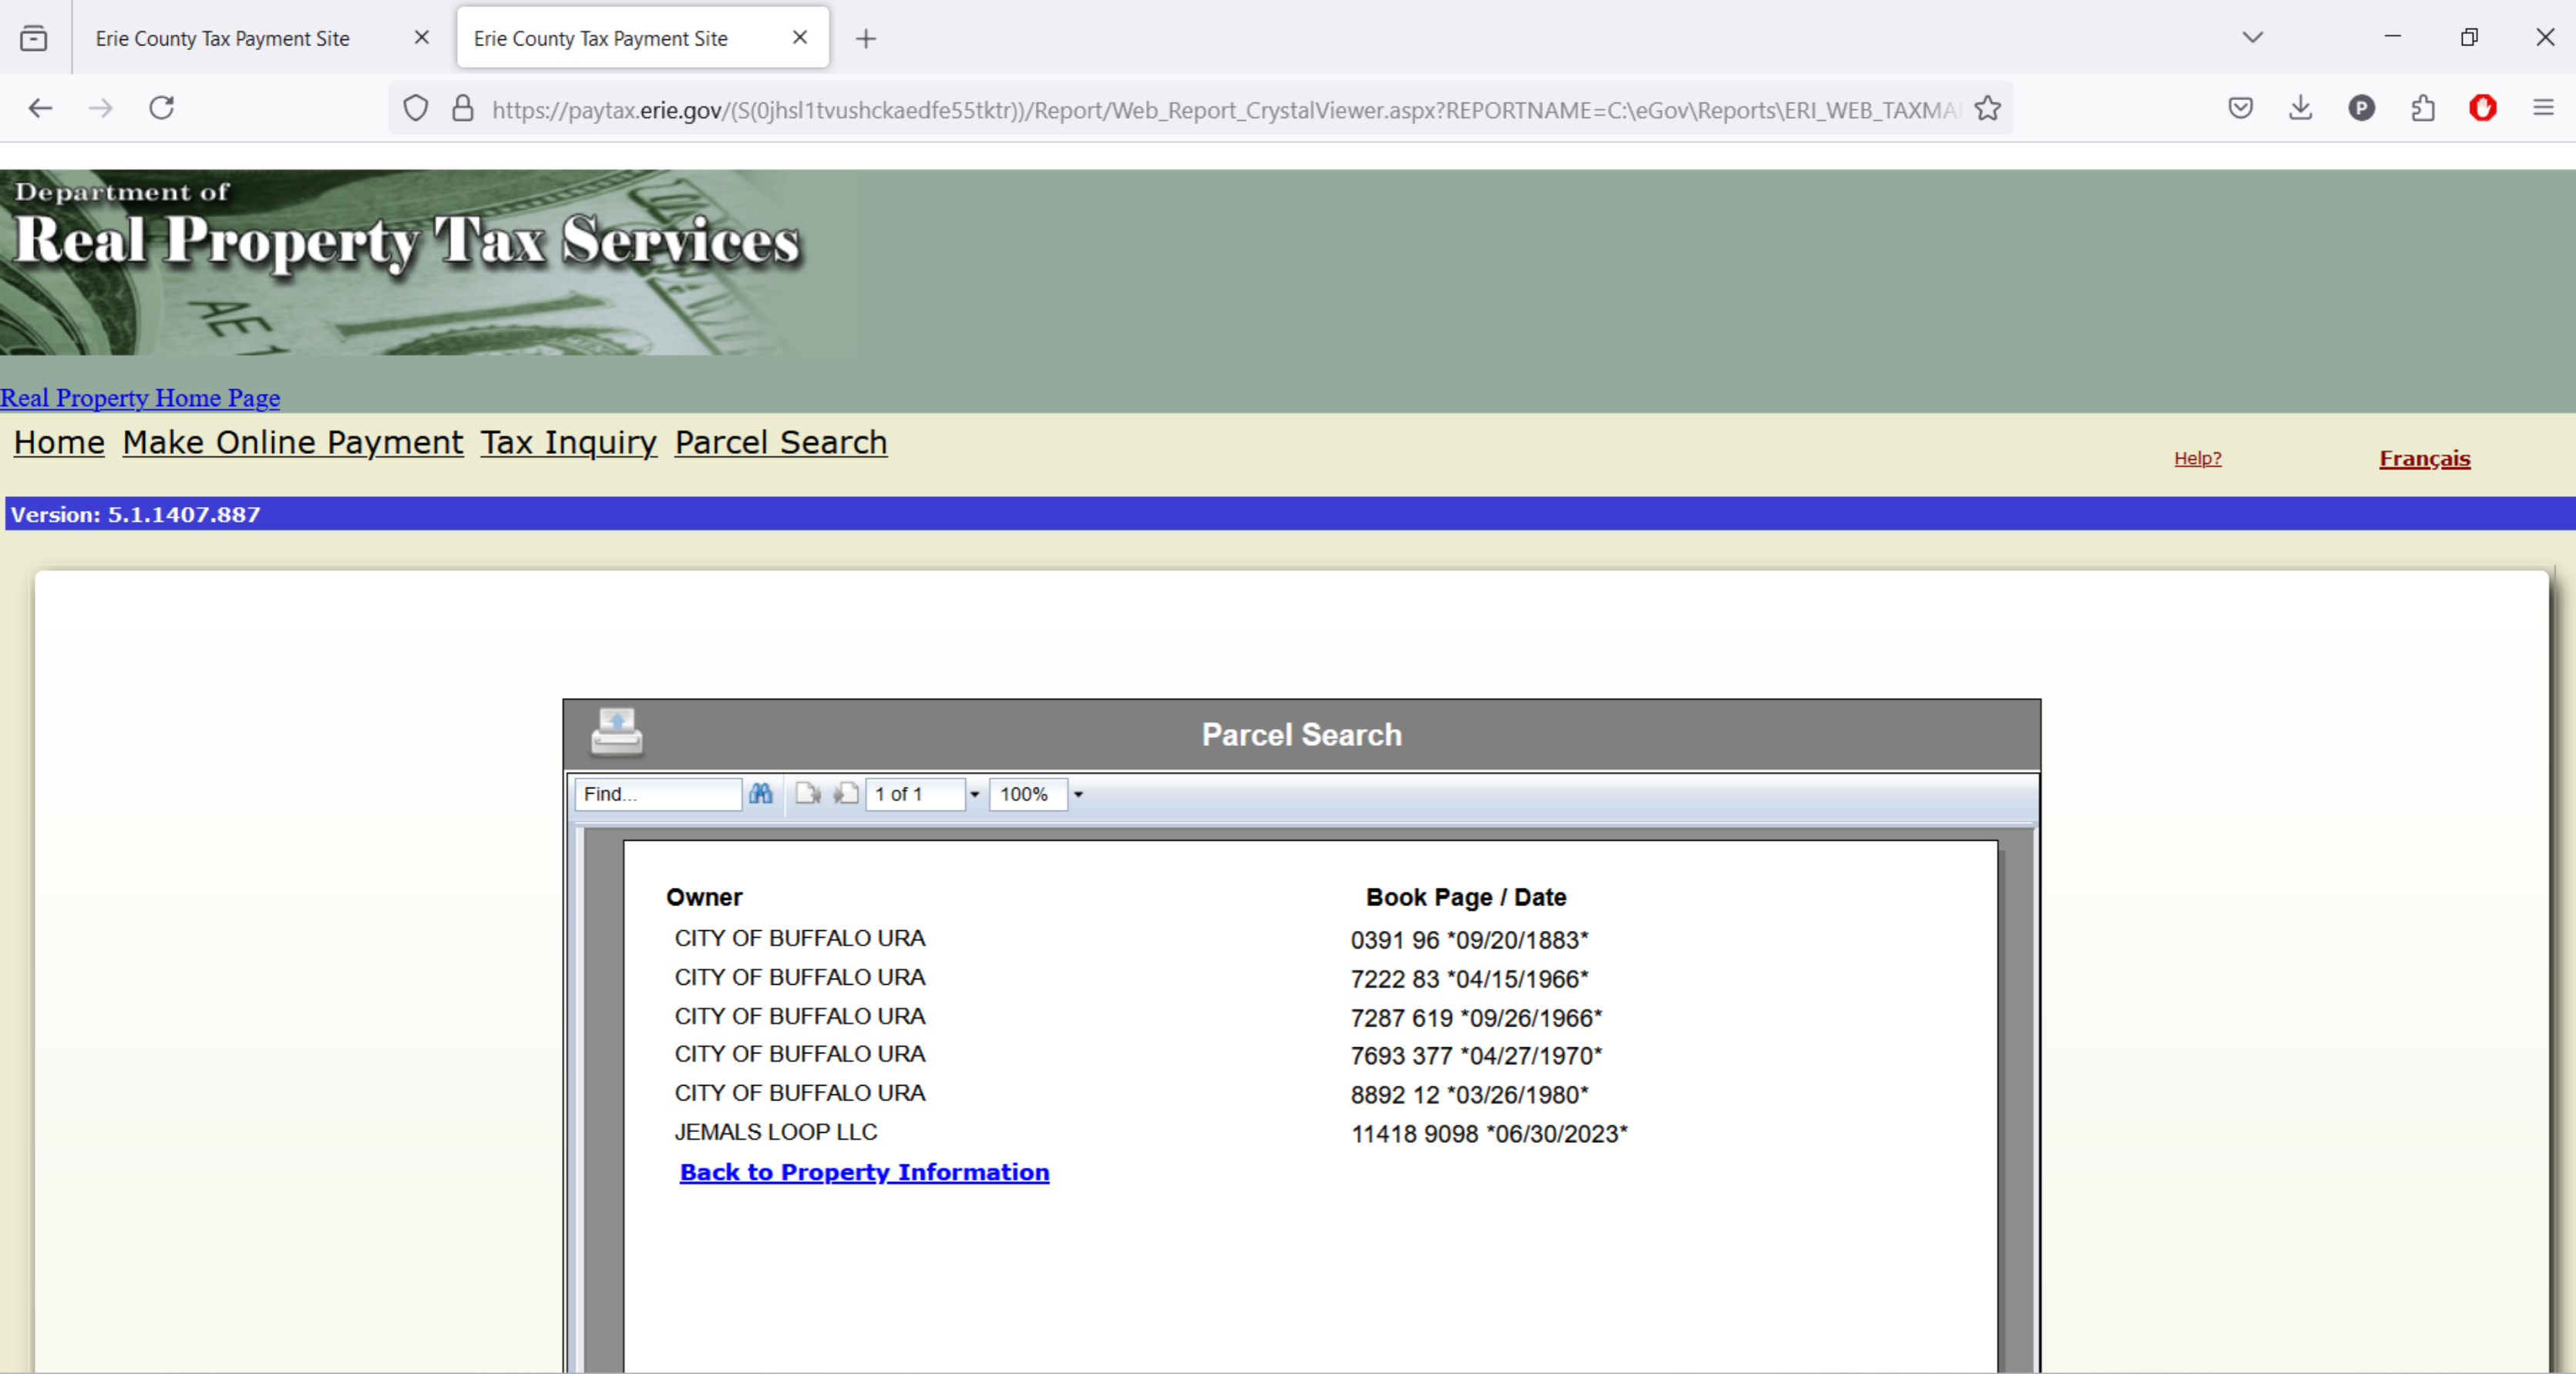 Erie County Tax Payment Site
Erie County Tax Payment Site
https://paytax.erie.gov/(S(0jhsl1tvushckaedfe55tktr))/Report/Web_Report_CrystalViewer.aspx?REPORTNAME=C:\eGov\Reports\ERI_WEB_TAXMA
P
Department of
Real Property Tax Services
AE
Real Property Home Page
Home Make Online Payment Tax Inquiry Parcel Search
Help? Français
Version: 5.1.1407.887
Parcel Search
Find... 1 of 1 100%
Owner Book Page / Date
CITY OF BUFFALO URA 0391 96 *09/20/1883*
CITY OF BUFFALO URA 7222 83 *04/15/1966*
CITY OF BUFFALO URA 7287 619 *09/26/1966*
CITY OF BUFFALO URA 7693 377 *04/27/1970*
CITY OF BUFFALO URA 8892 12 *03/26/1980*
JEMALS LOOP LLC 11418 9098 *06/30/2023*
Back to Property Information